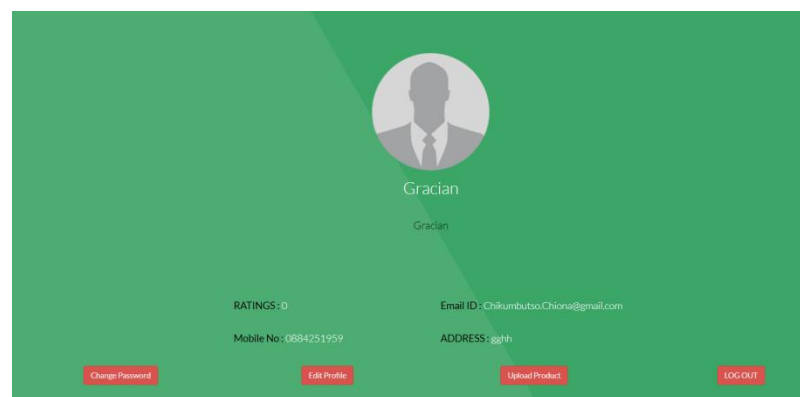 Gracian
Gracian
RATINGS : 0 Email ID : Chikumbutso.Chiona@gmail.com
Mobile No : 0884251959 ADDRESS : gghh
Change Password Edit Profile Upload Product LOG OUT